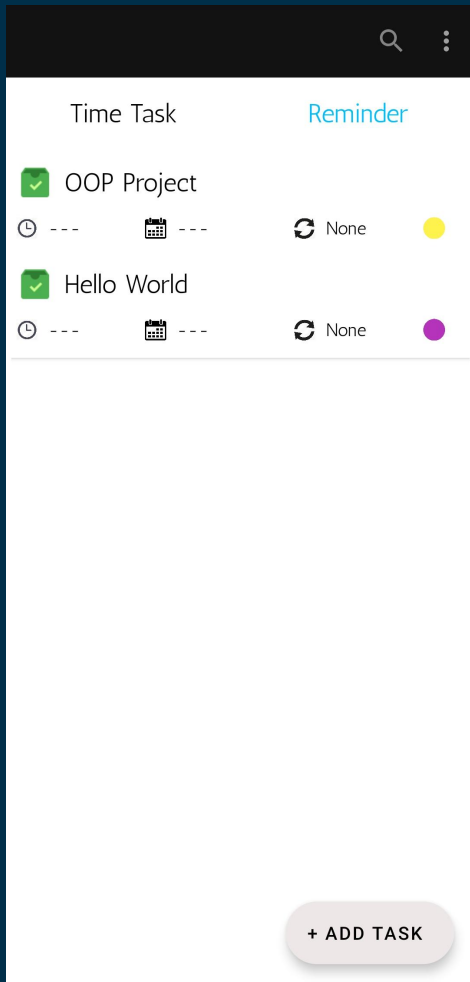 Time Task Reminder
OOP Project
--- --- None
Hello World
--- --- None
+ ADD TASK